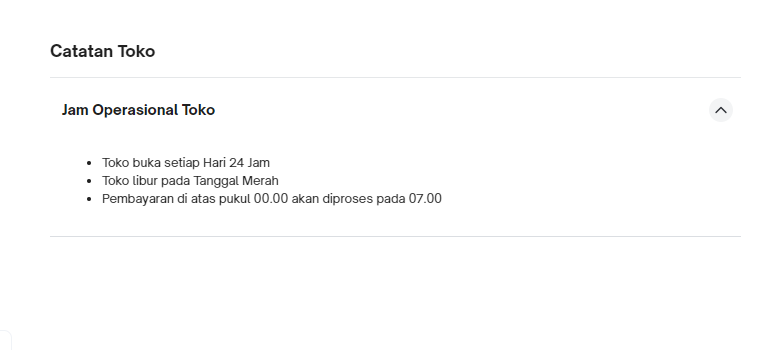 Catatan Toko
Jam Operasional Toko
Toko buka setiap Hari 24 Jam
Toko libur pada Tanggal Merah
Pembayaran di atas pukul 00.00 akan diproses pada 07.00